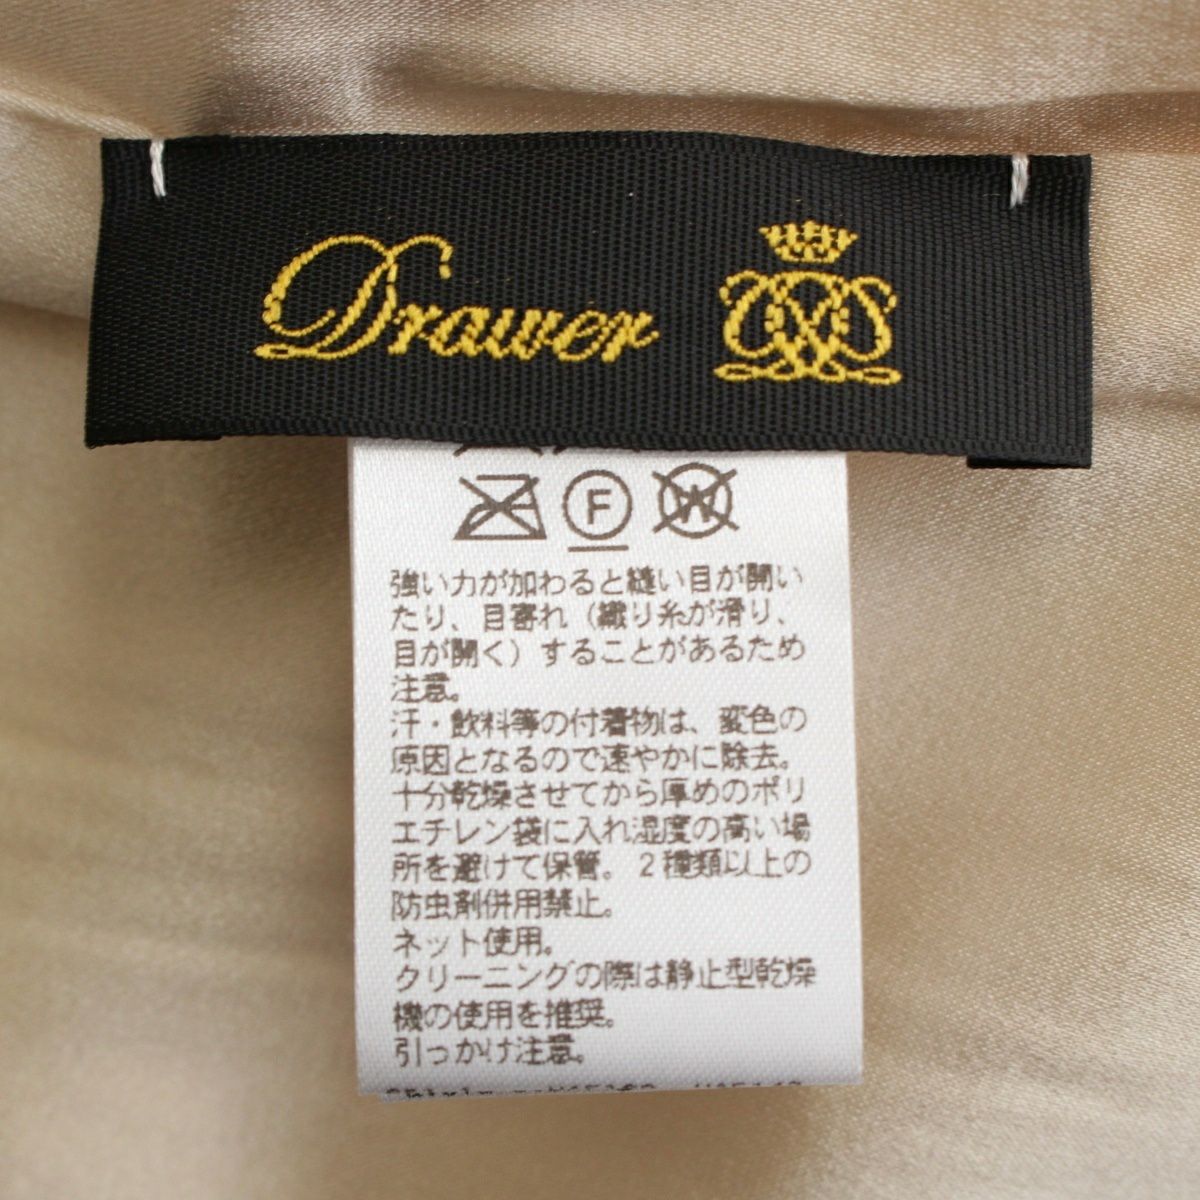 Drawer
F
W
強い力が加わると縫い目が開い
たり、目寄れ（織り糸が滑り、
目が開く）することがあるため
注意。
汗・飲料等の付着物は、変色の
原因となるので速やかに除去。
十分乾燥させてから厚めのポリ
エチレン袋に入れ湿度の高い場
所を避けて保管。２種類以上の
防虫剤併用禁止。
ネット使用。
クリーニングの際は静止型乾燥
機の使用を推奨。
引っかけ注意。